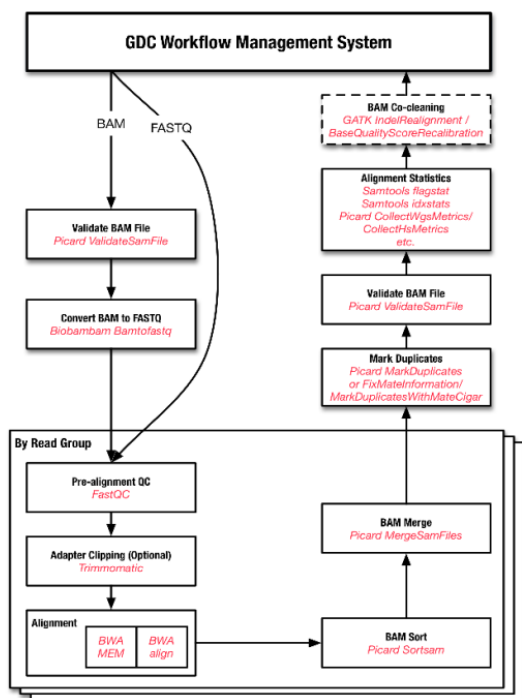 GDC Workflow Management System
BAM
FASTQ
Validate BAM File
Picard ValidateSamFile
Convert BAM to FASTQ
Biobambam Bamtofastq
By Read Group
Pre-alignment QC
FastQC
Adapter Clipping (Optional)
Trimmomatic
Alignment
BWA
MEM
BWA
align
BAM Sort
Picard Sortsam
BAM Merge
Picard MergeSamFiles
Mark Duplicates
Picard MarkDuplicates
or FixMateInformation/
MarkDuplicatesWithMateCigar
Validate BAM File
Picard ValidateSamFile
Alignment Statistics
Samtools flagstat
Samtools idxstats
Picard CollectWgsMetrics/
CollectHsMetrics
etc.
BAM Co-cleaning
GATK IndelRealignment /
BaseQualityScoreRecalibration